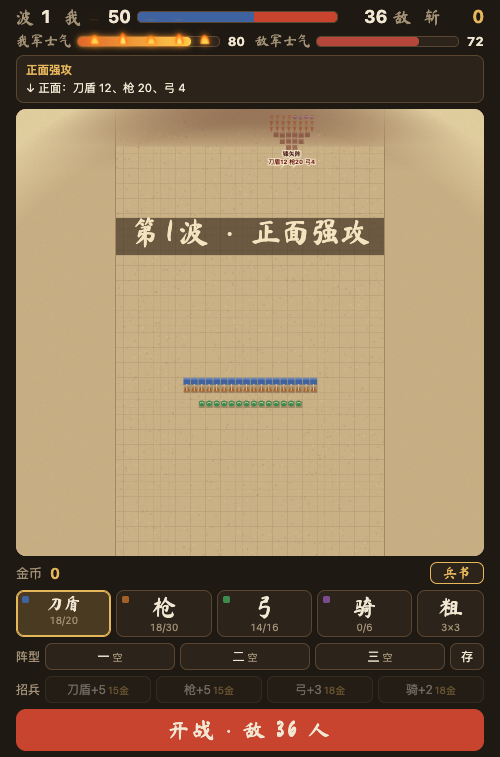 波 1 我 50 36 敌 斩 0
我军士气 80 敌军士气 72
正面强攻
↓ 正面：刀盾 12、枪 20、弓 4
锥矢阵
刀盾12 枪20 弓4
第1波 · 正面强攻
金币 0 兵书
刀盾 枪 弓 骑 粗
18/20 18/30 14/16 0/6 3×3
阵型 一 空 二 空 三 空 存
招兵 刀盾+5 15金 枪+5 15金 弓+3 18金 骑+2 18金
开战 · 敌 36 人